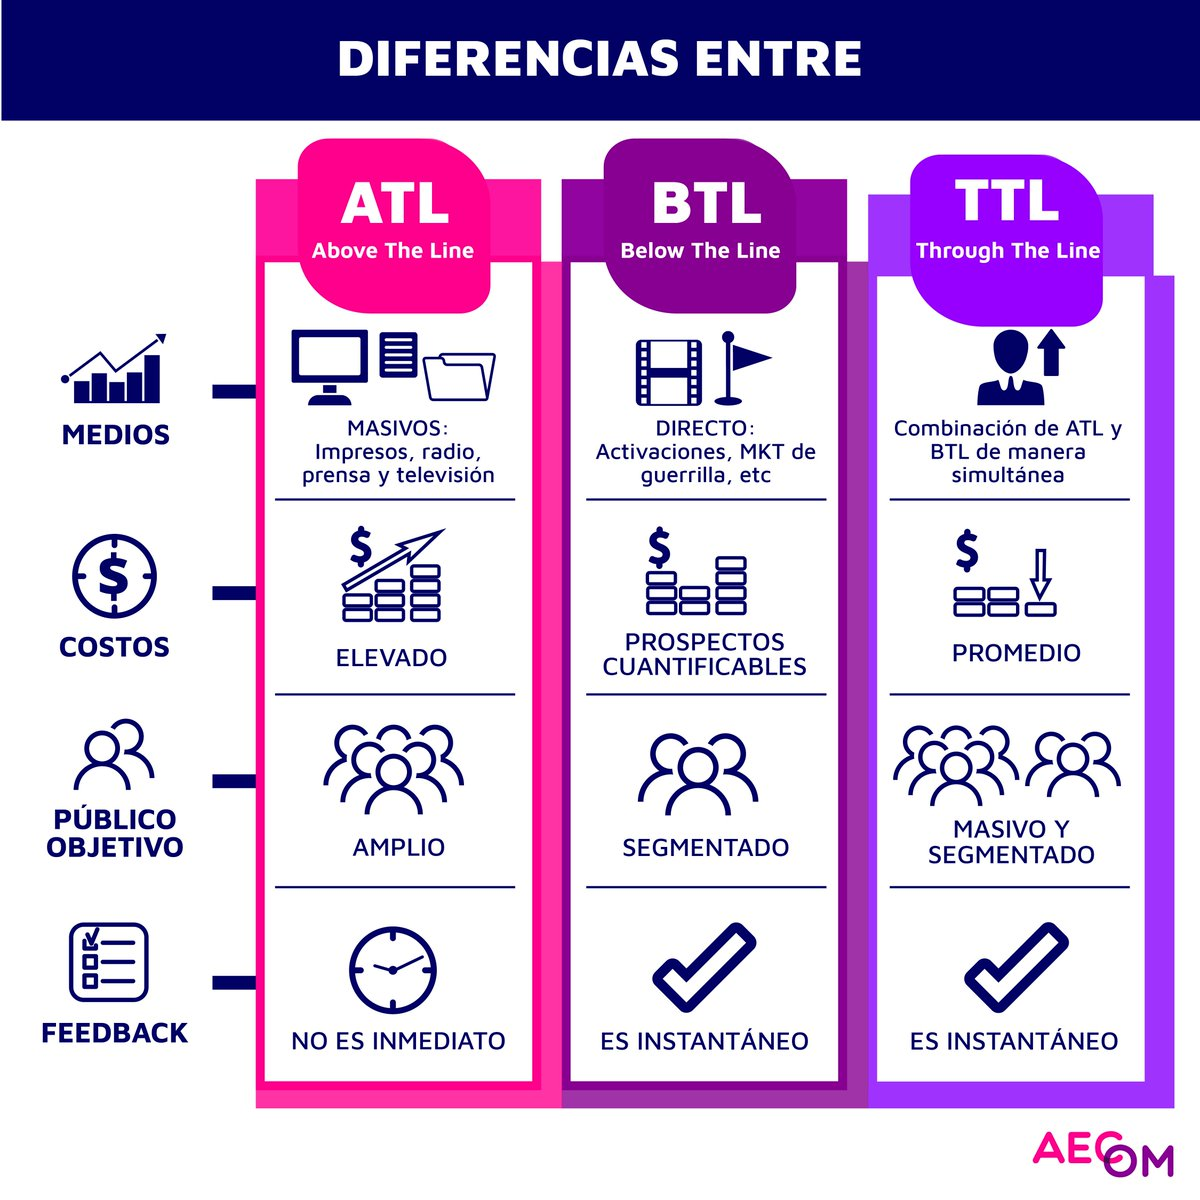 DIFERENCIAS ENTRE
ATL
Above The Line
BTL
Below The Line
TTL
Through The Line
MEDIOS
MASIVOS:
Impresos, radio,
prensa y televisión
DIRECTO:
Activaciones, MKT de
guerrilla, etc
Combinación de ATL y
BTL de manera
simultánea
COSTOS
$
$
ELEVADO
$
PROSPECTOS
CUANTIFICABLES
$
PROMEDIO
PÚBLICO
OBJETIVO
AMPLIO
SEGMENTADO
MASIVO Y
SEGMENTADO
FEEDBACK
NO ES INMEDIATO
ES INSTANTÁNEO
ES INSTANTÁNEO
AECOM